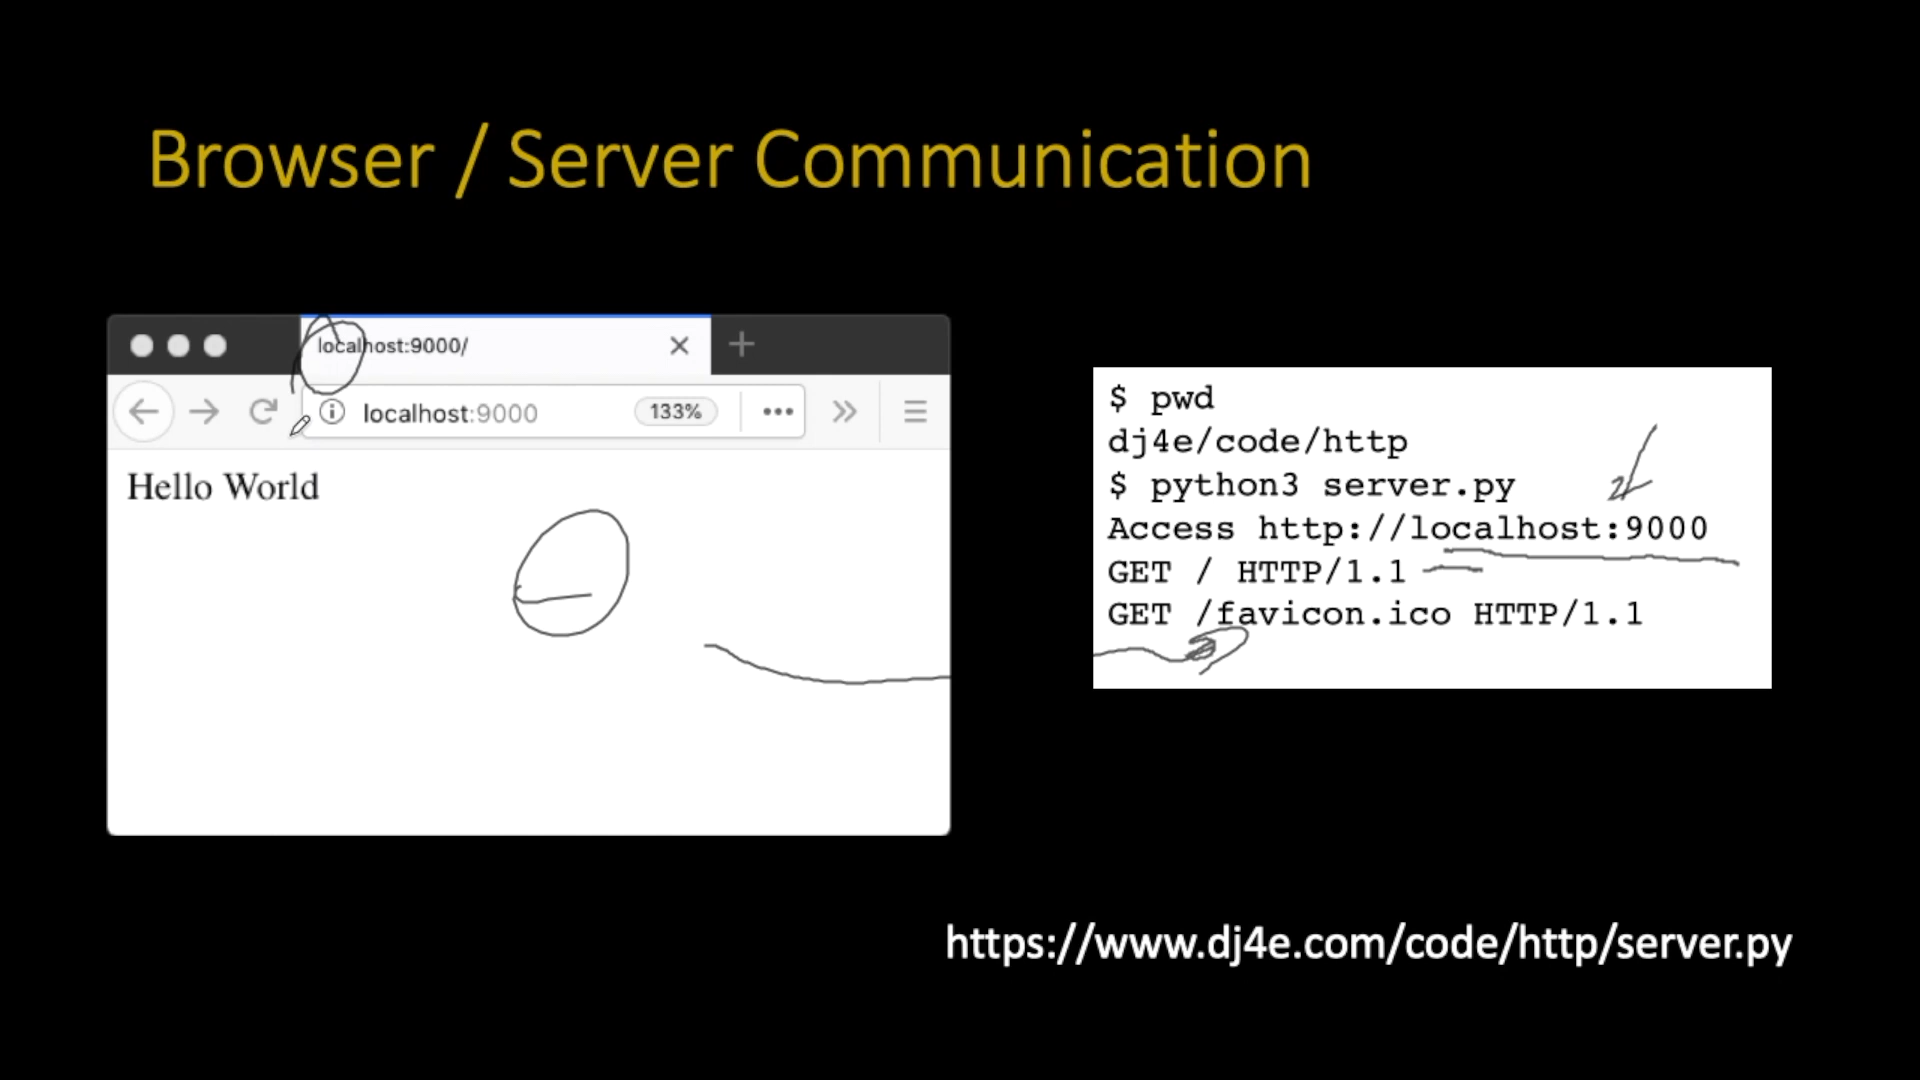 Browser / Server Communication
localhost:9000/
localhost:9000 133%
Hello World
$ pwd
dj4e/code/http
$ python3 server.py
Access http://localhost:9000
GET / HTTP/1.1
GET /favicon.ico HTTP/1.1
https://www.dj4e.com/code/http/server.py